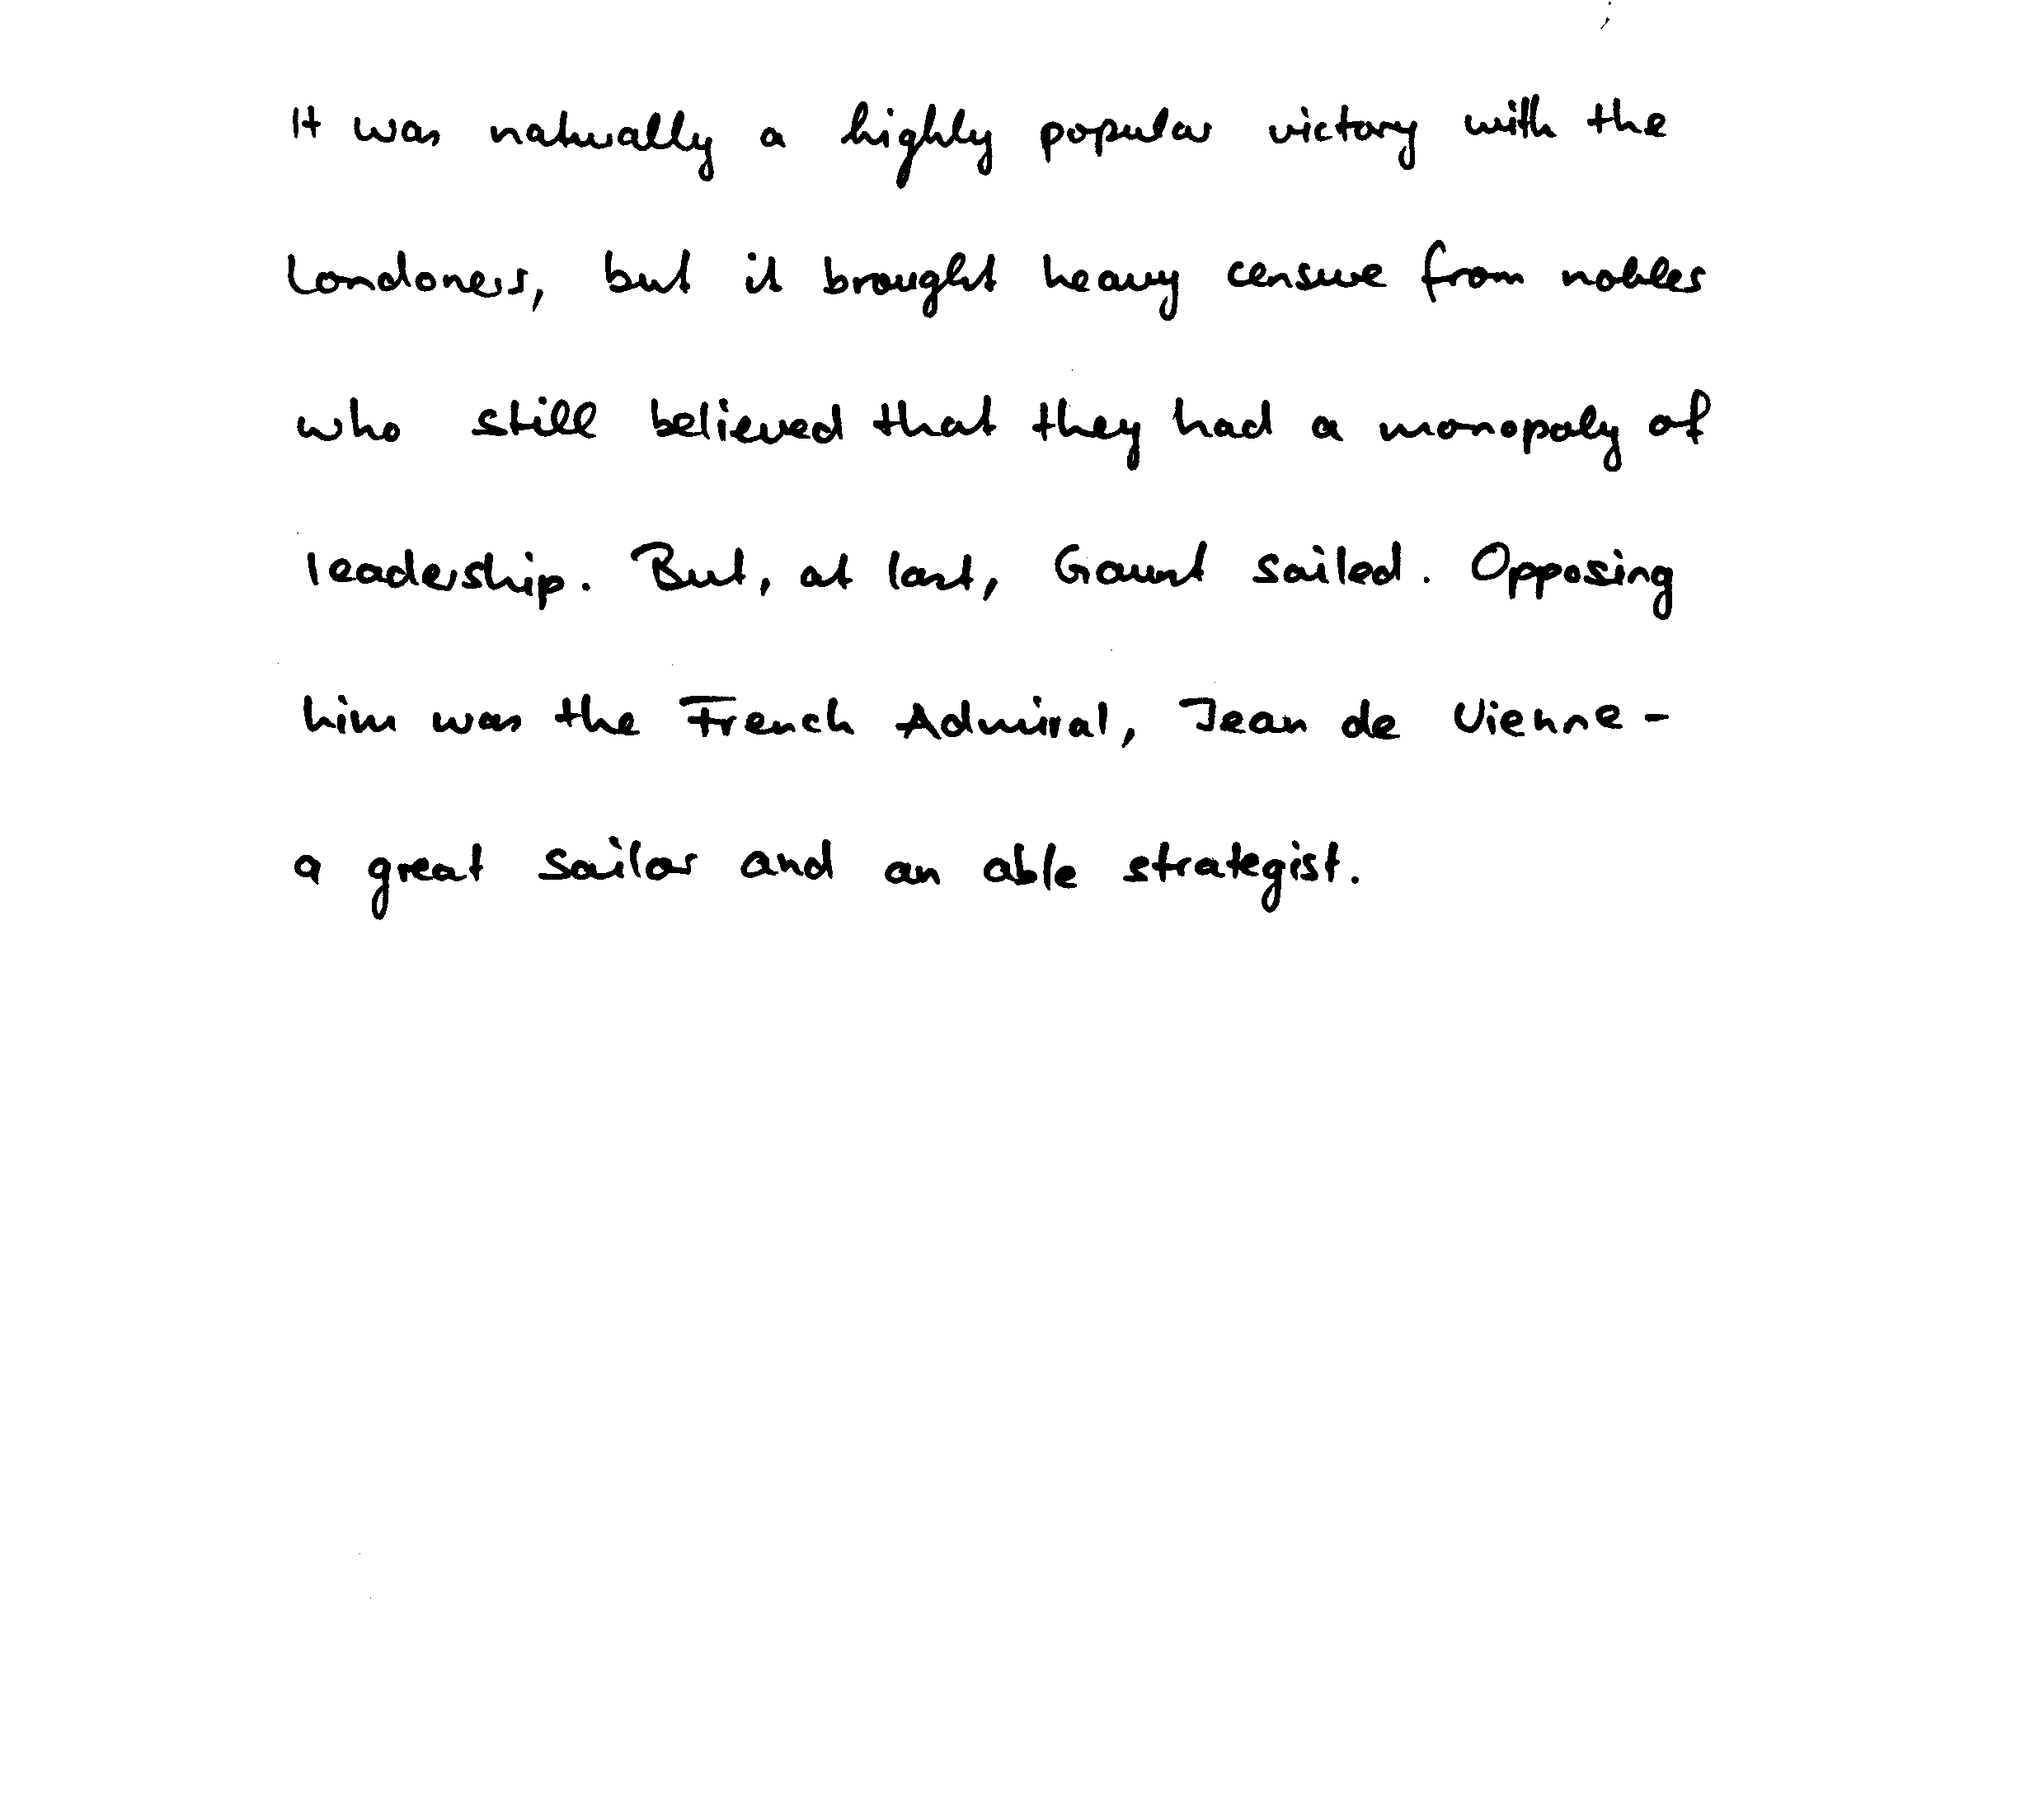 It was naturally a highly popular victory with the
Londoners, but it brought heavy censure from nobles
who still believed that they had a monopoly of
leadership. But, at last, Gaunt sailed. Opposing
him was the French Admiral, Jean de Vienne -
a great sailor and an able strategist.